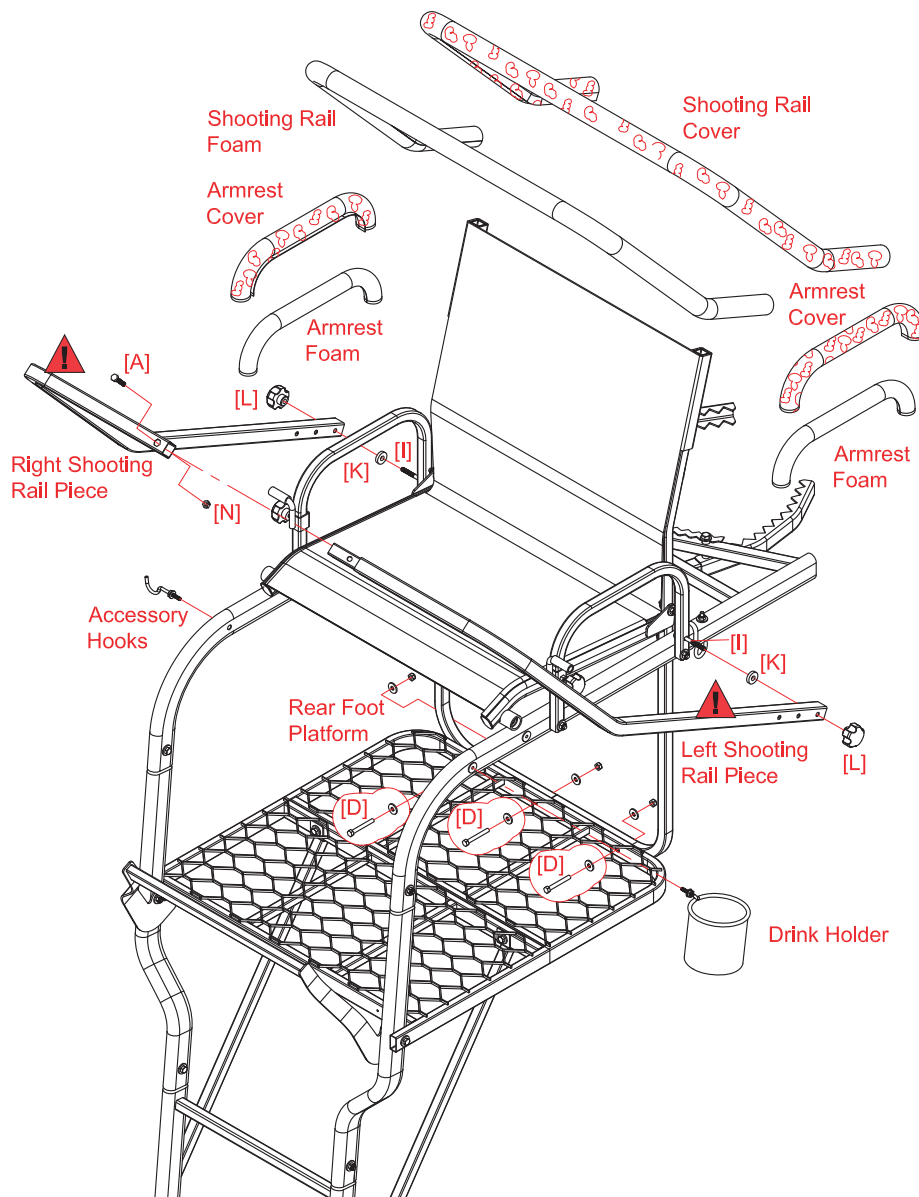 Shooting Rail
Cover
Shooting Rail
Foam
Armrest
Cover
Armrest
Cover
Armrest
Foam
!
[A]
[L]
Armrest
Foam
[I]
[K]
Right Shooting
Rail Piece
[N]
Accessory
Hooks
[I]
[K]
Rear Foot
Platform
!
Left Shooting
Rail Piece
[L]
[D]
[D]
[D]
Drink Holder